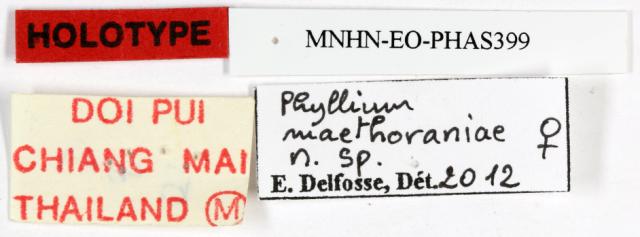 HOLOTYPE
MNHN-EO-PHAS399
DOI PUI
CHIANG MAI
THAILAND Ⓜ
Phyllium
maethoraniae ♀
n. sp.
E. Delfosse, Dét. 2012